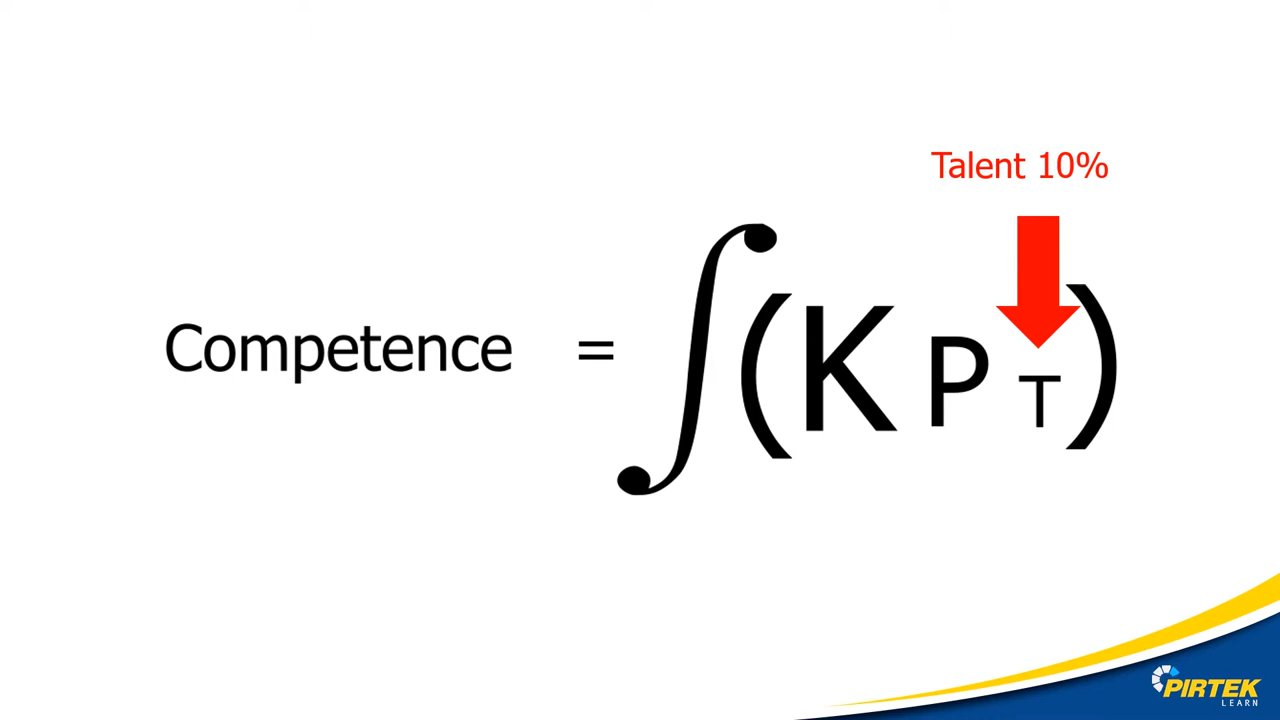 Talent 10%
Competence = ∫(K P T)
PIRTEK
LEARN